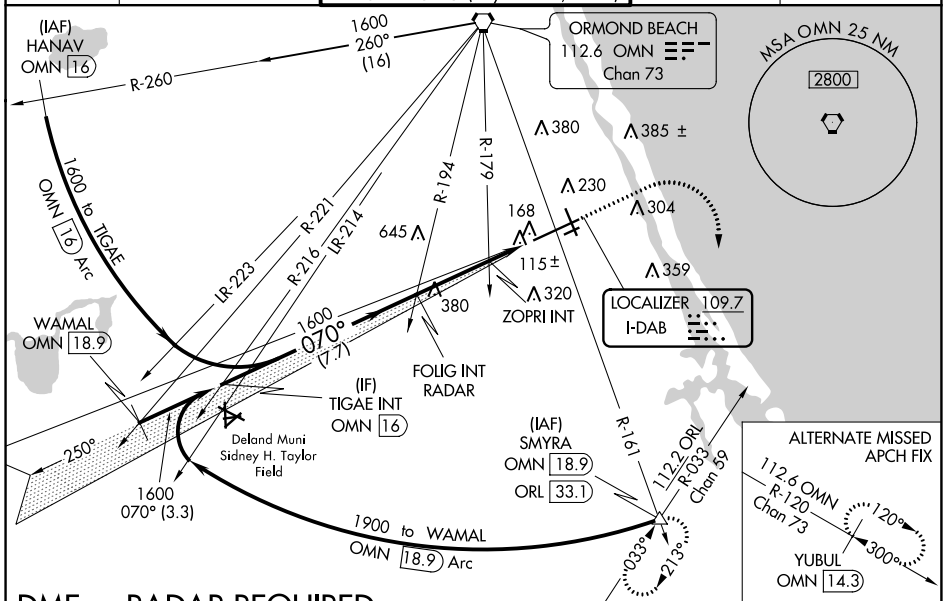 (IAF)
HANAV
OMN 16
1600
260°
(16)
R-260
ORMOND BEACH
112.6 OMN
Chan 73
MSA OMN 25 NM
2800
380
385 ±
1600 to TIGAE
OMN 16 Arc
R-221
LR-223
R-216
LR-214
R-194
R-179
230
304
168
645
115 ±
359
320
380
ZOPRI INT
LOCALIZER 109.7
I-DAB
WAMAL
OMN 18.9
1600
070°
(7.7)
FOLIG INT
RADAR
(IF)
TIGAE INT
OMN 16
250°
Deland Muni
Sidney H. Taylor
Field
1600
070° (3.3)
(IAF)
SMYRA
OMN 18.9
ORL 33.1
R-161
112.2 ORL
R-033
Chan 59
1900 to WAMAL
OMN 18.9 Arc
033°
213°
ALTERNATE MISSED
APCH FIX
112.6 OMN
R-120
Chan 73
120°
300°
YUBUL
OMN 14.3